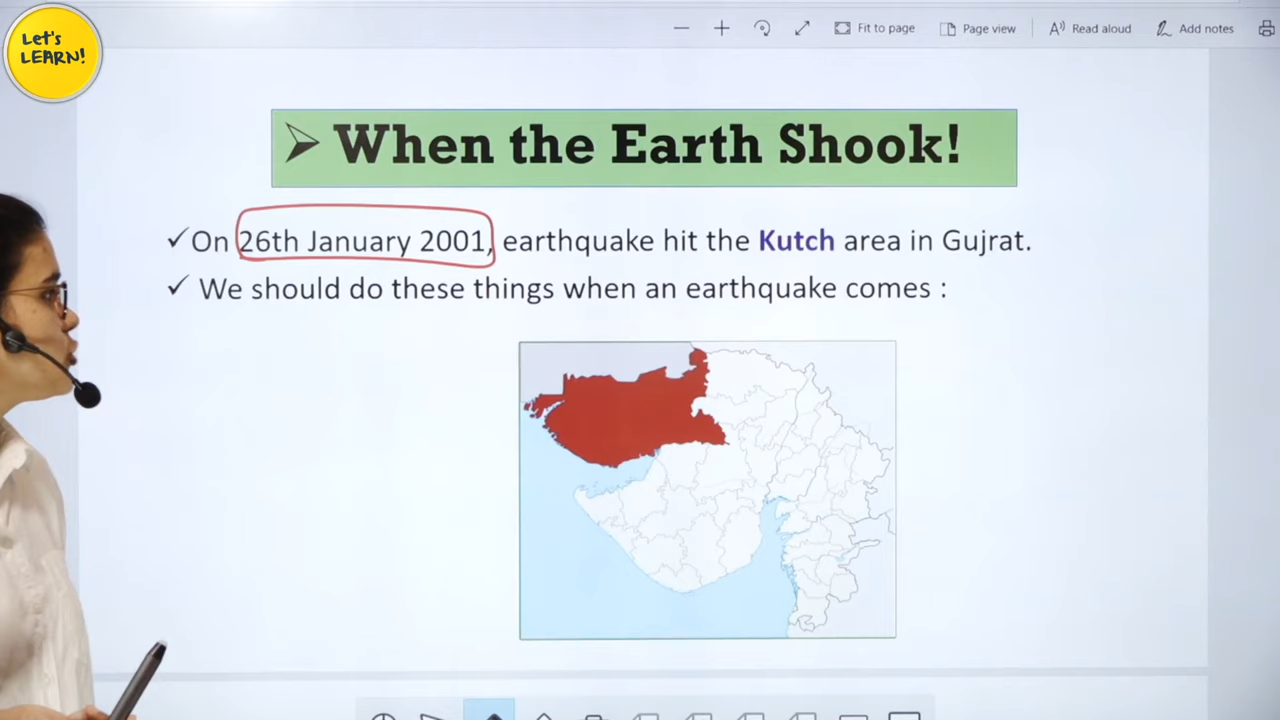 Let's
LEARN!
Fit to page
Page view
Read aloud
Add notes
When the Earth Shook!
On 26th January 2001, earthquake hit the Kutch area in Gujrat.
We should do these things when an earthquake comes :